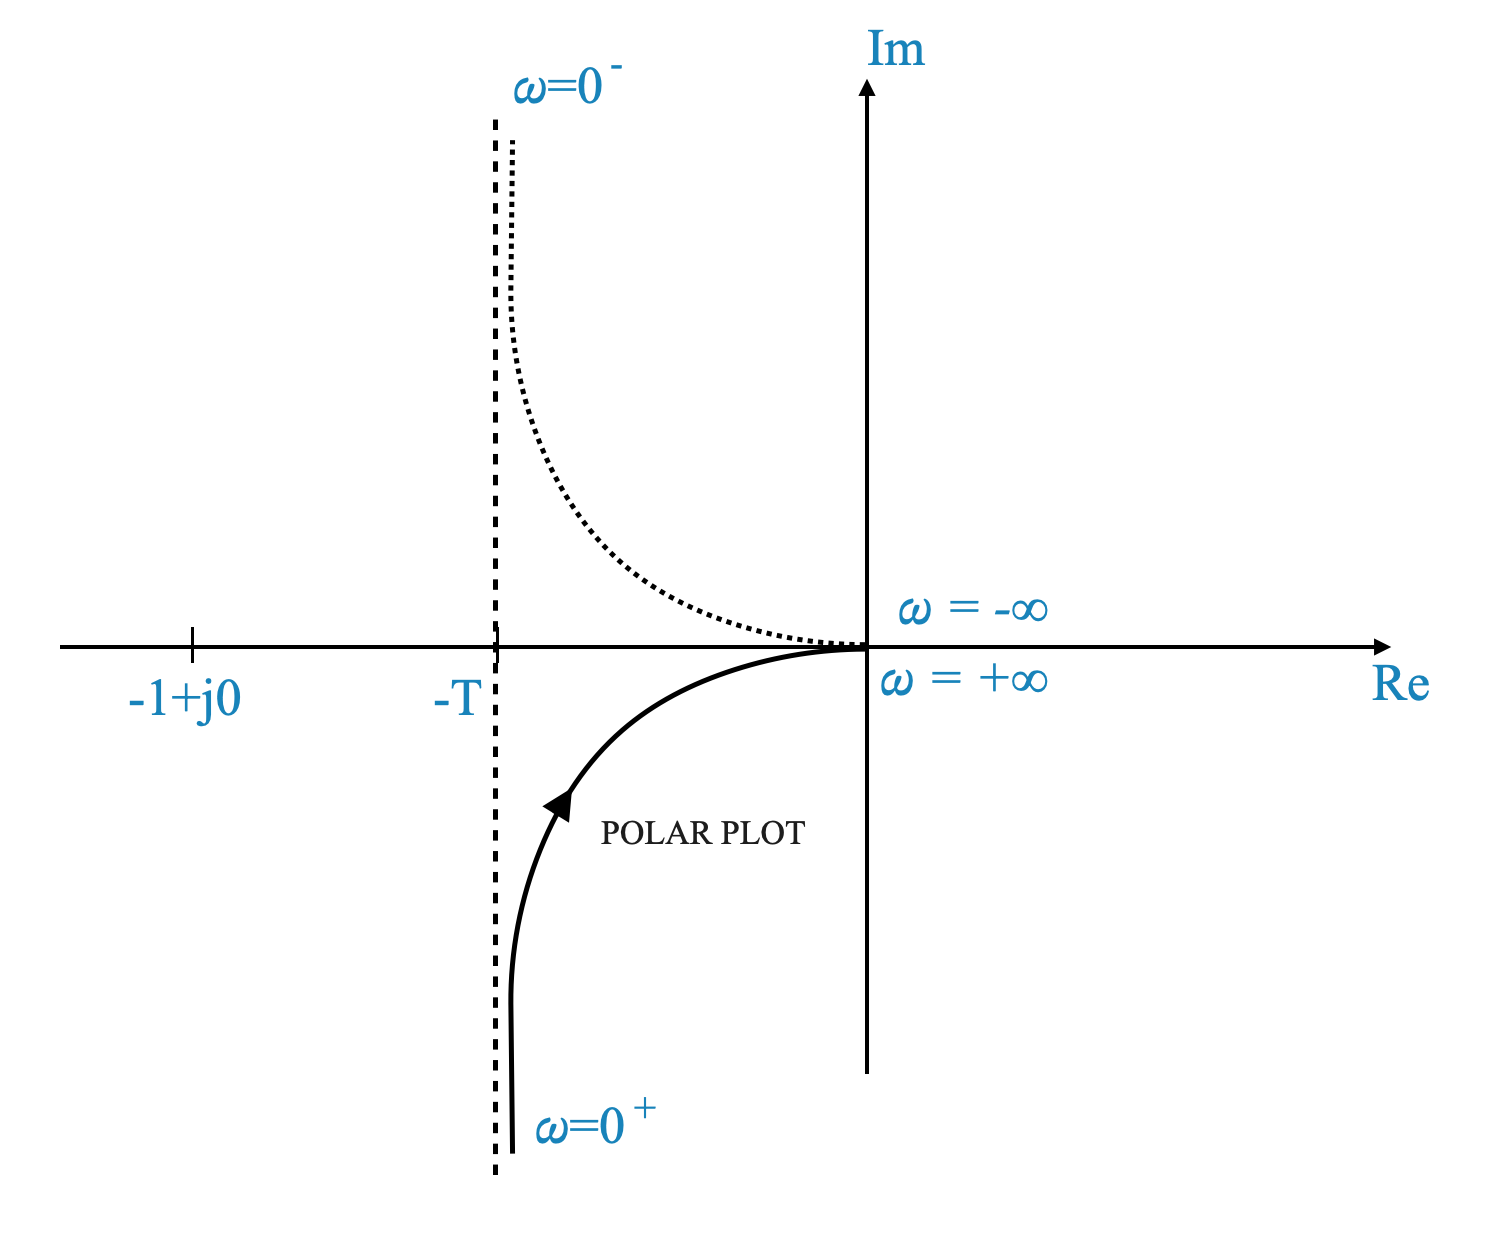 Im
ω=0⁻
ω = -∞
-1+j0
-T
ω = +∞
Re
POLAR PLOT
ω=0⁺